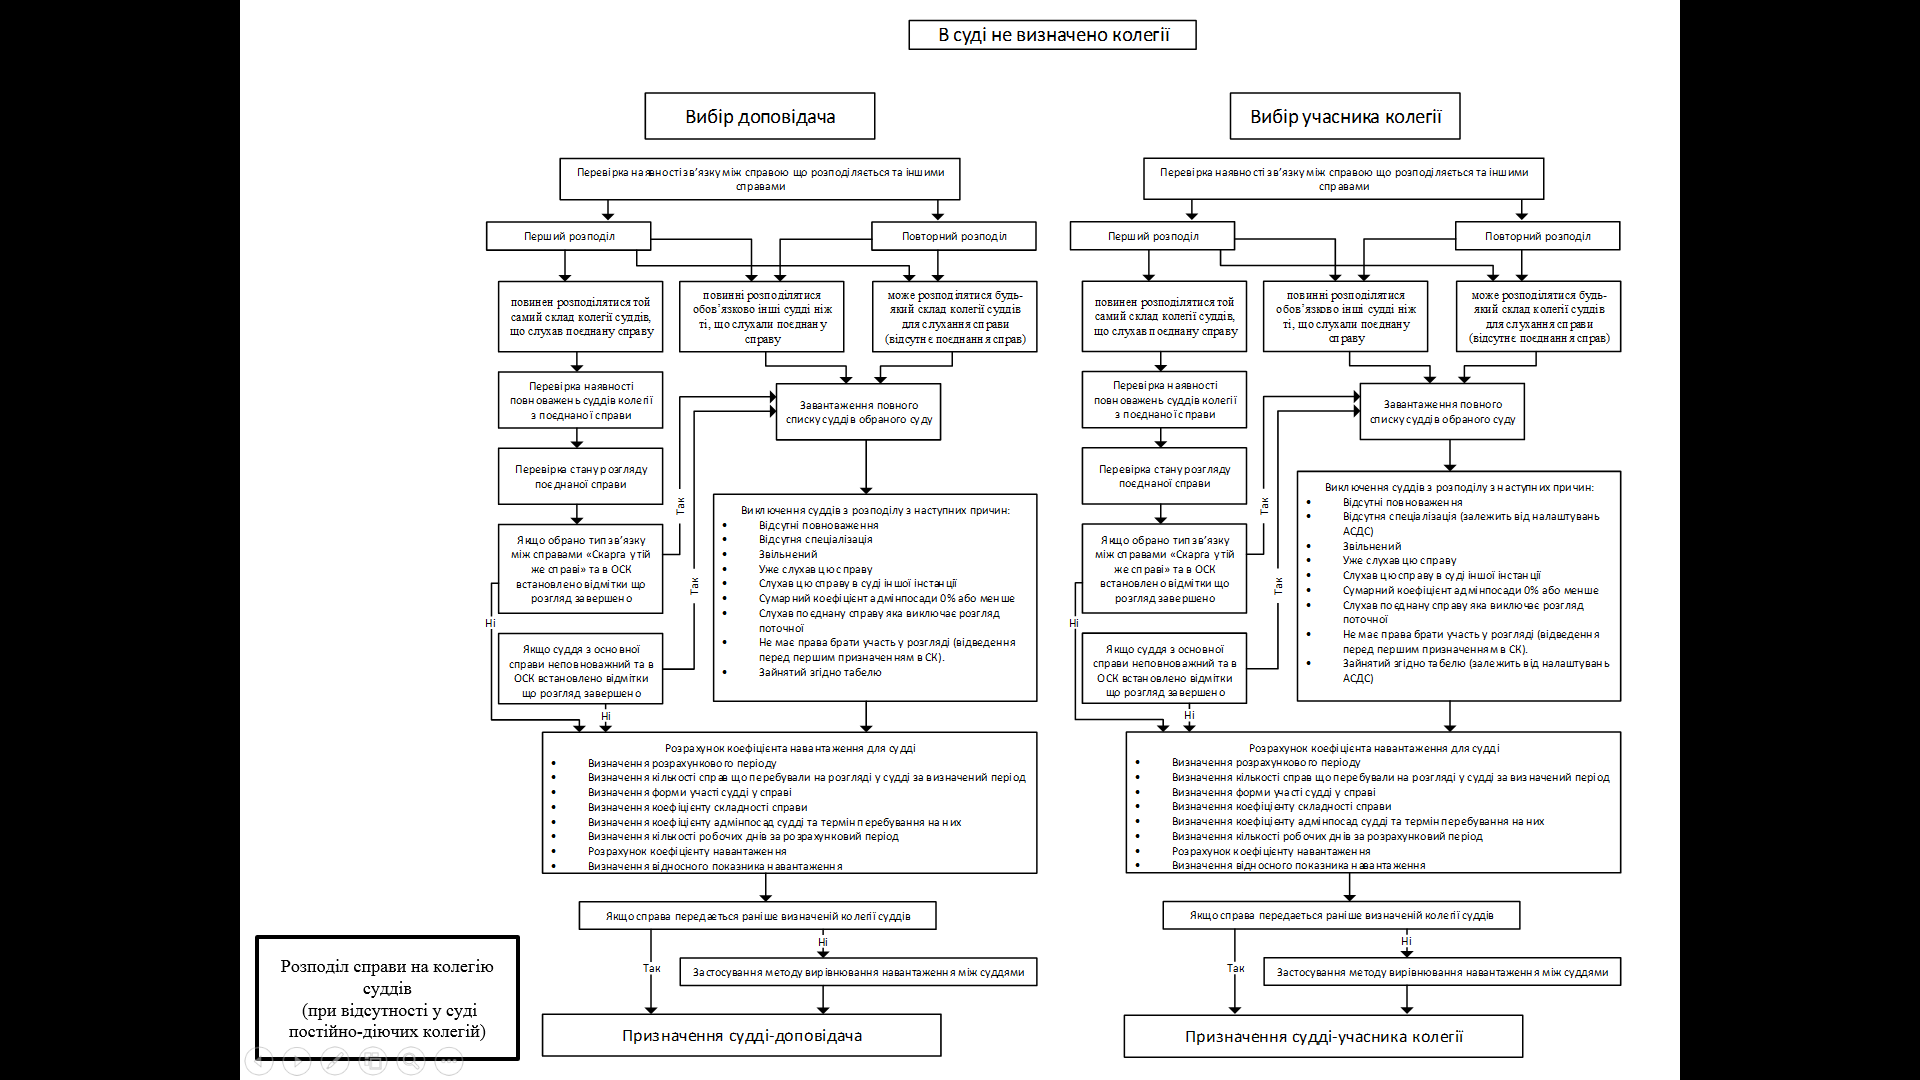 В суді не визначено колегії
Вибір доповідача
Перевірка наявності зв’язку між справою що розподіляється та іншими
справами
Перший розподіл
Повторний розподіл
повинен розподілятися той
самий склад колегії суддів,
що слухав поєднану справу
повинні розподілятися
обов’язково інші судді ніж
ті, що слухали поєднану
справу
може розподілятися будь-
який склад колегії суддів
для слухання справи
(відсутнє поєднання справ)
Перевірка наявності
повноважень суддів колегії
з поєднаної справи
Завантаження повного
списку суддів обраного суду
Перевірка стану розгляду
поєднаної справи
Так
Якщо обрано тип зв’язку
між справами «Скарга у тій
же справі» та в ОСК
встановлено відмітки що
розгляд завершено
Так
Ні
Якщо суддя з основної
справи неповноважний та в
ОСК встановлено відмітки
що розгляд завершено
Ні
Виключення суддів з розподілу з наступних причин:
• Відсутні повноваження
• Відсутня спеціалізація
• Звільнений
• Уже слухав цю справу
• Слухав цю справу в суді іншої інстанції
• Сумарний коефіцієнт адмінпосади 0% або менше
• Слухав поєднану справу яка виключає розгляд
поточної
• Не має права брати участь у розгляді (відведення
перед першим призначенням в СК).
• Зайнятий згідно табелю
Розрахунок коефіцієнта навантаження для судді
• Визначення розрахункового періоду
• Визначення кількості справ що перебували на розгляді у судді за визначений період
• Визначення форми участі судді у справі
• Визначення коефіцієнту складності справи
• Визначення коефіцієнту адмінпосад судді та термін перебування на них
• Визначення кількості робочих днів за розрахунковий період
• Розрахунок коефіцієнту навантаження
• Визначення відносного показника навантаження
Якщо справа передається раніше визначеній колегії суддів
Ні
Так
Застосування методу вирівнювання навантаження між суддями
Призначення судді-доповідача
Вибір учасника колегії
Перевірка наявності зв’язку між справою що розподіляється та іншими
справами
Перший розподіл
Повторний розподіл
повинен розподілятися той
самий склад колегії суддів,
що слухав поєднану справу
повинні розподілятися
обов’язково інші судді ніж
ті, що слухали поєднану
справу
може розподілятися будь-
який склад колегії суддів
для слухання справи
(відсутнє поєднання справ)
Перевірка наявності
повноважень суддів колегії
з поєднаної справи
Завантаження повного
списку суддів обраного суду
Перевірка стану розгляду
поєднаної справи
Так
Якщо обрано тип зв’язку
між справами «Скарга у тій
же справі» та в ОСК
встановлено відмітки що
розгляд завершено
Так
Ні
Якщо суддя з основної
справи неповноважний та в
ОСК встановлено відмітки
що розгляд завершено
Ні
Виключення суддів з розподілу з наступних причин:
• Відсутні повноваження
• Відсутня спеціалізація (залежить від налаштувань
АСДС)
• Звільнений
• Уже слухав цю справу
• Слухав цю справу в суді іншої інстанції
• Сумарний коефіцієнт адмінпосади 0% або менше
• Слухав поєднану справу яка виключає розгляд
поточної
• Не має права брати участь у розгляді (відведення
перед першим призначенням в СК).
• Зайнятий згідно табелю (залежить від налаштувань
АСДС)
Розрахунок коефіцієнта навантаження для судді
• Визначення розрахункового періоду
• Визначення кількості справ що перебували на розгляді у судді за визначений період
• Визначення форми участі судді у справі
• Визначення коефіцієнту складності справи
• Визначення коефіцієнту адмінпосад судді та термін перебування на них
• Визначення кількості робочих днів за розрахунковий період
• Розрахунок коефіцієнту навантаження
• Визначення відносного показника навантаження
Якщо справа передається раніше визначеній колегії суддів
Ні
Так
Застосування методу вирівнювання навантаження між суддями
Призначення судді-учасника колегії
Розподіл справи на колегію
суддів
(при відсутності у суді
постійно-діючих колегій)